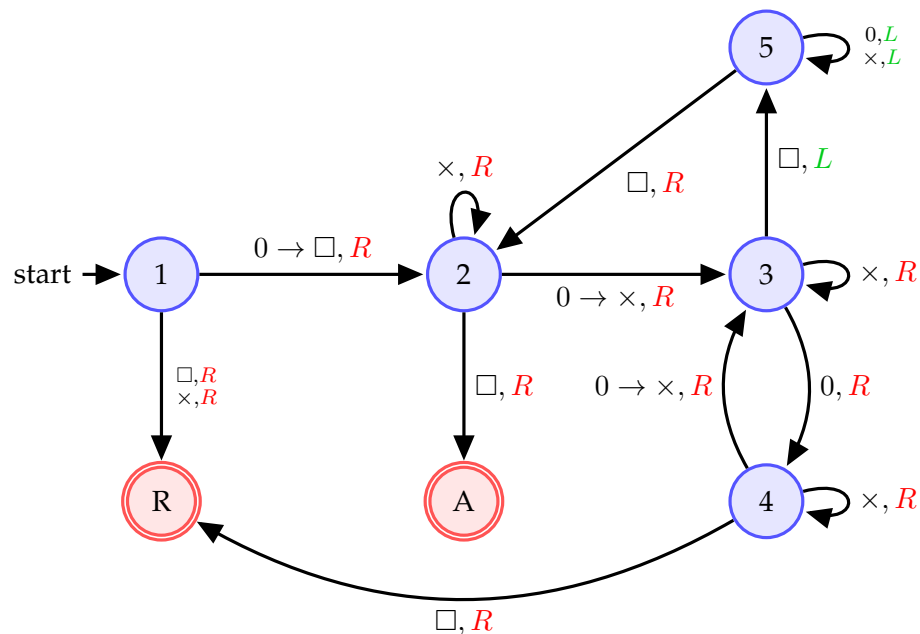 5
0, L
×, L
□, R
□, L
×, R
start
1
0 → □, R
2
0 → ×, R
3
×, R
□, R
×, R
□, R
0 → ×, R
0, R
R
A
4
×, R
□, R